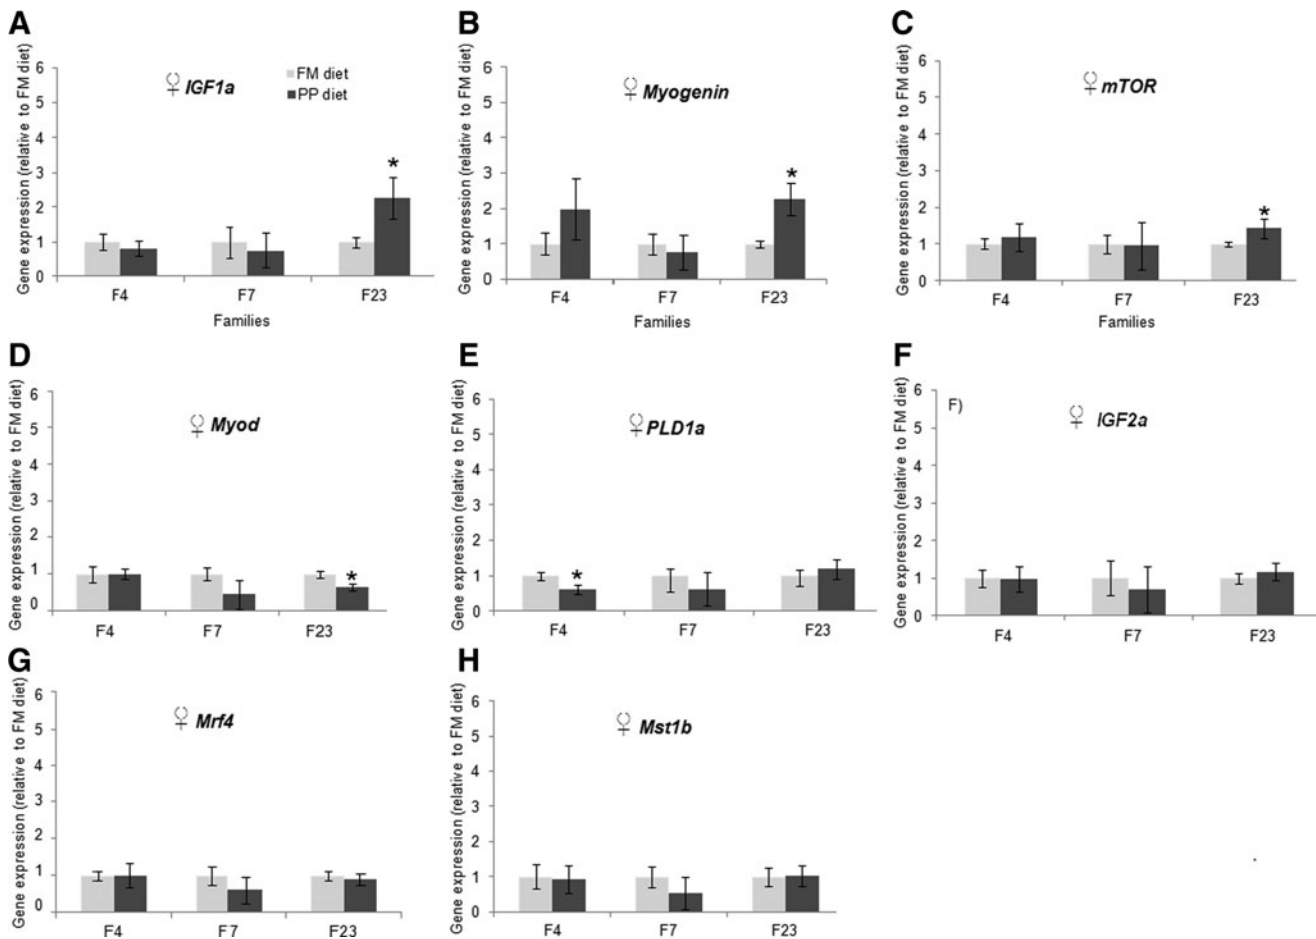 A
Gene expression (relative to FM diet)
6
5
4
3
2
1
0
♀ IGF1a
FM diet
PP diet
*
F4 F7 F23
Families
B
Gene expression (relative to FM diet)
6
5
4
3
2
1
0
♀ Myogenin
*
F4 F7 F23
C
Gene expression (relative to FM diet)
6
5
4
3
2
1
0
♀ mTOR
*
F4 F7 F23
Families
D
Gene expression (relative to FM diet)
6
5
4
3
2
1
0
♀ Myod
*
F4 F7 F23
E
Gene expression (relative to FM diet)
6
5
4
3
2
1
0
♀ PLD1a
*
F4 F7 F23
F
Gene expression (relative to FM diet)
6
5
4
3
2
1
0
F)
♀ IGF2a
F4 F7 F23
G
Gene expression (relative to FM diet)
6
5
4
3
2
1
0
♀ Mrf4
F4 F7 F23
H
Gene expression (relative to FM diet)
6
5
4
3
2
1
0
♀ Mst1b
F4 F7 F23